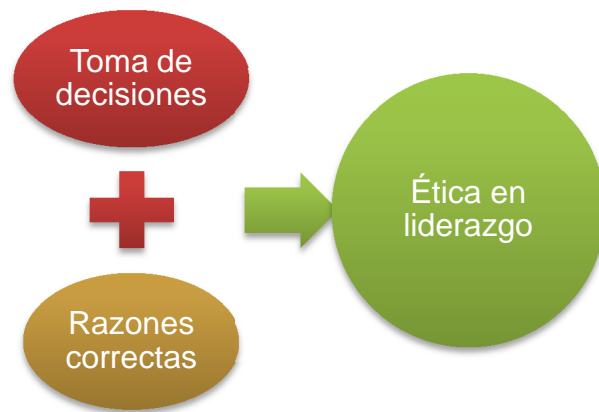 Toma de
decisiones
Razones
correctas
Ética en
liderazgo